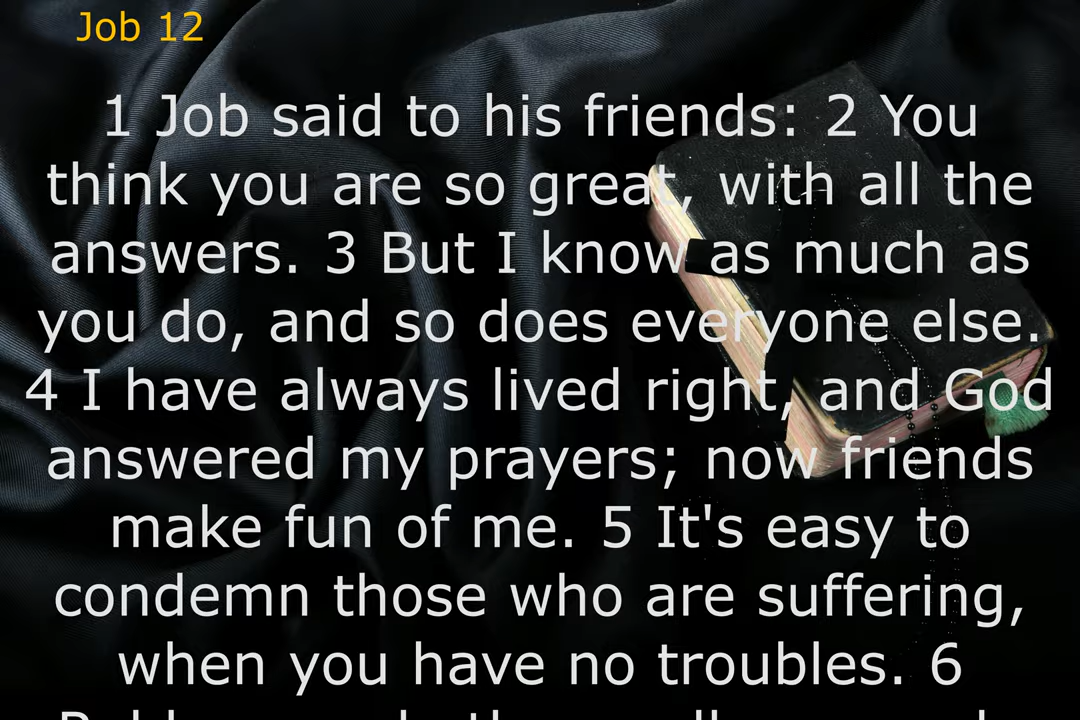 Job 12
1 Job said to his friends: 2 You
think you are so great, with all the
answers. 3 But I know as much as
you do, and so does everyone else.
4 I have always lived right, and God
answered my prayers; now friends
make fun of me. 5 It's easy to
condemn those who are suffering,
when you have no troubles. 6